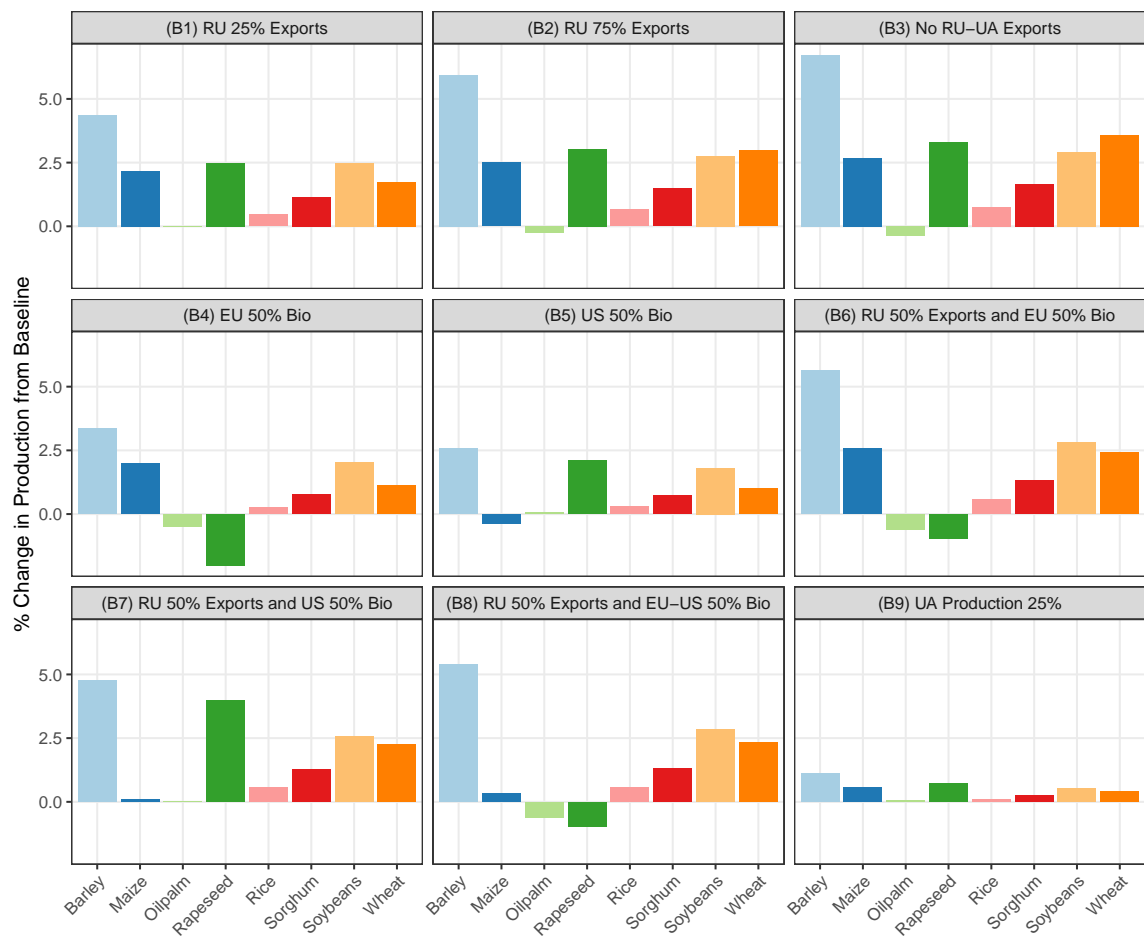 (B1) RU 25% Exports
(B2) RU 75% Exports
(B3) No RU−UA Exports
5.0
2.5
0.0
(B4) EU 50% Bio
(B5) US 50% Bio
(B6) RU 50% Exports and EU 50% Bio
5.0
2.5
0.0
(B7) RU 50% Exports and US 50% Bio
(B8) RU 50% Exports and EU−US 50% Bio
(B9) UA Production 25%
5.0
2.5
0.0
% Change in Production from Baseline
Barley
Maize
Oilpalm
Rapeseed
Rice
Sorghum
Soybeans
Wheat
Barley
Maize
Oilpalm
Rapeseed
Rice
Sorghum
Soybeans
Wheat
Barley
Maize
Oilpalm
Rapeseed
Rice
Sorghum
Soybeans
Wheat